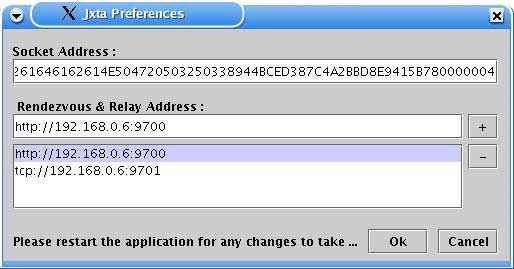 Jxta Preferences
Socket Address :
261646162614E504720503250338944BCED387C4A2BBD8E9415B780000004
Rendezvous & Relay Address :
http://192.168.0.6:9700
+
http://192.168.0.6:9700
–
tcp://192.168.0.6:9701
Please restart the application for any changes to take ...
Ok
Cancel